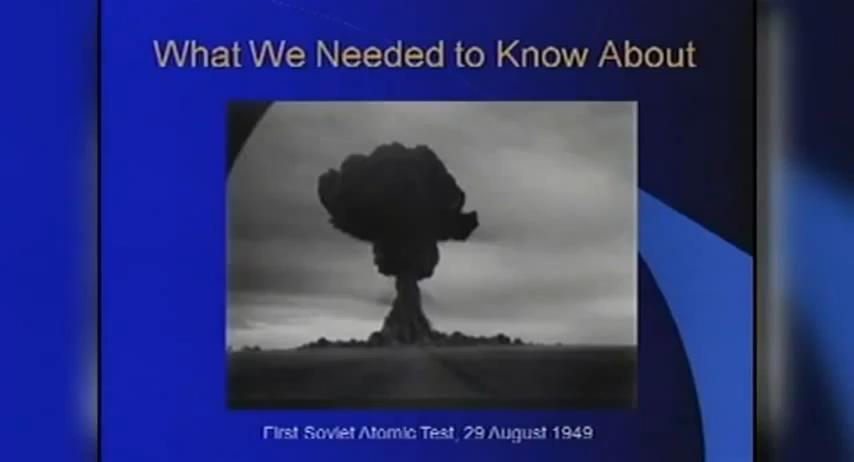 What We Needed to Know About
First Soviet Atomic Test, 29 August 1949